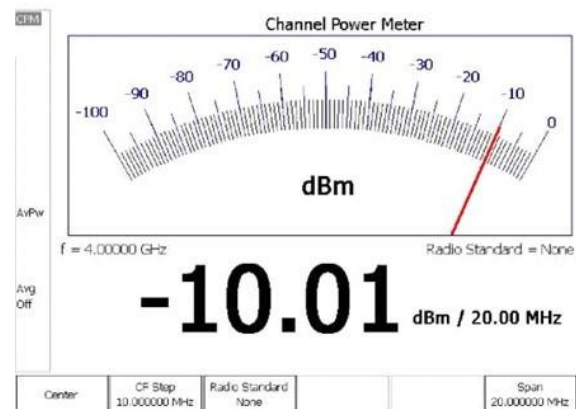 CPM
Channel Power Meter
-100
-90
-80
-70
-60
-50
-40
-30
-20
-10
0
dBm
AvPw
f = 4.00000 GHz
Radio Standard = None
-10.01 dBm / 20.00 MHz
Avg
Off
Center
CF Step
10.000000 MHz
Radio Standard
None
Span
20.000000 MHz